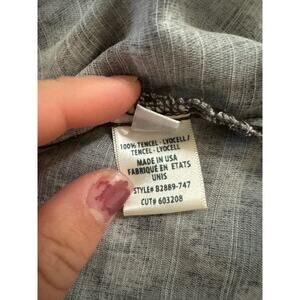 100% TENCEL-LYOCELL/
TENCEL-LYOCELL
MADE IN USA
FABRIQUE EN ETATS
UNIS
STYLE# B2889-747
CUT# 603208